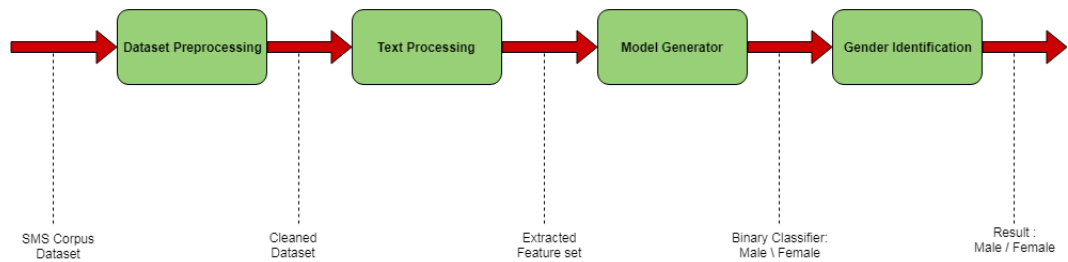 Dataset Preprocessing
Text Processing
Model Generator
Gender Identification
SMS Corpus
Dataset
Cleaned
Dataset
Extracted
Feature set
Binary Classifier:
Male \ Female
Result :
Male / Female